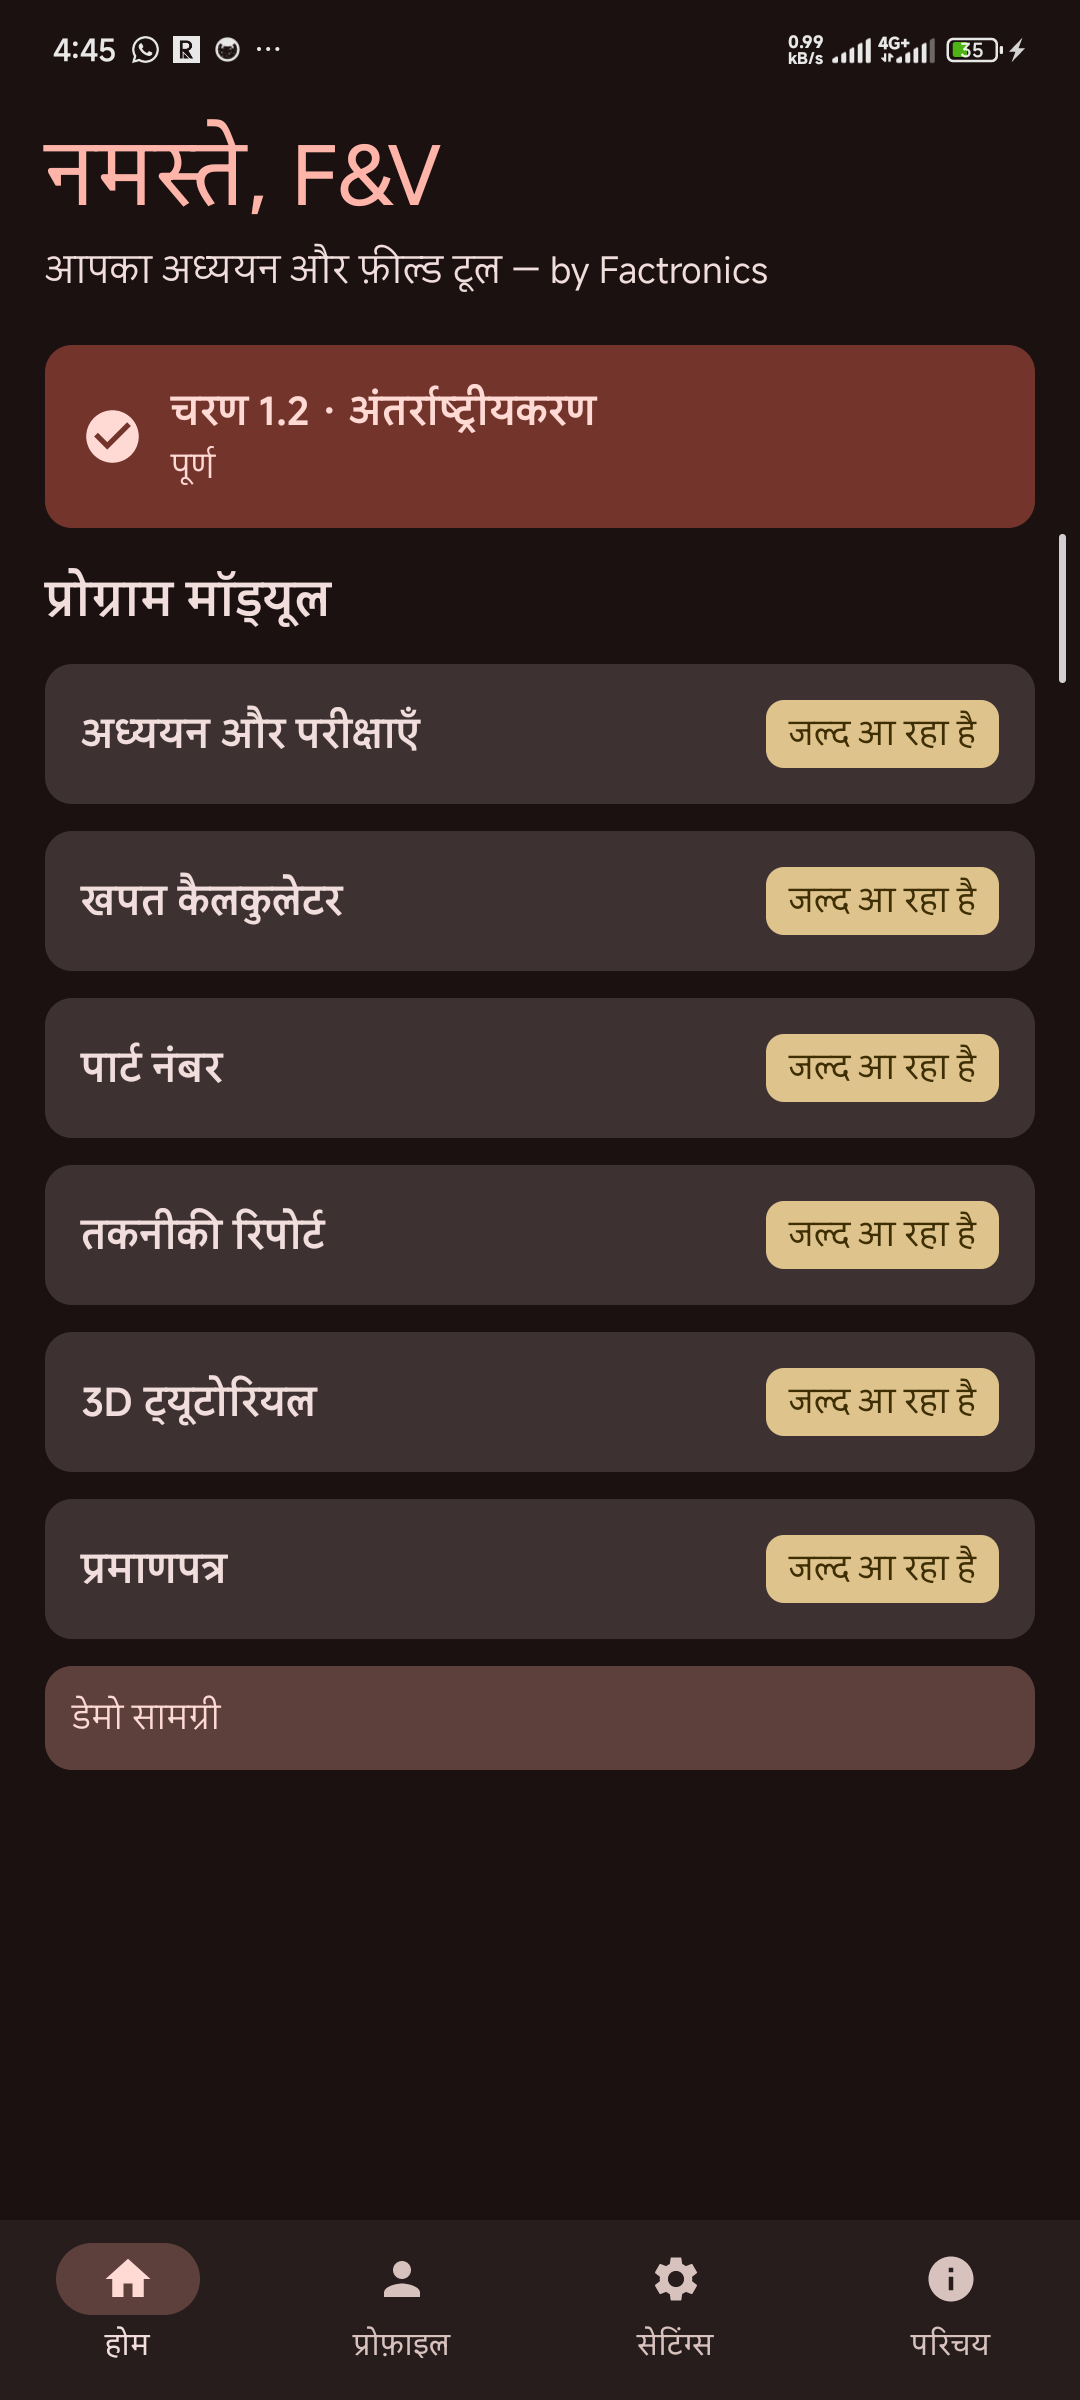 4:45
0.99 kB/s 4G+ 35
नमस्ते, F&V
आपका अध्ययन और फ़ील्ड टूल — by Factronics
चरण 1.2 · अंतर्राष्ट्रीयकरण
पूर्ण
प्रोग्राम मॉड्यूल
अध्ययन और परीक्षाएँ
जल्द आ रहा है
खपत कैलकुलेटर
जल्द आ रहा है
पार्ट नंबर
जल्द आ रहा है
तकनीकी रिपोर्ट
जल्द आ रहा है
3D ट्यूटोरियल
जल्द आ रहा है
प्रमाणपत्र
जल्द आ रहा है
डेमो सामग्री
होम
प्रोफ़ाइल
सेटिंग्स
परिचय